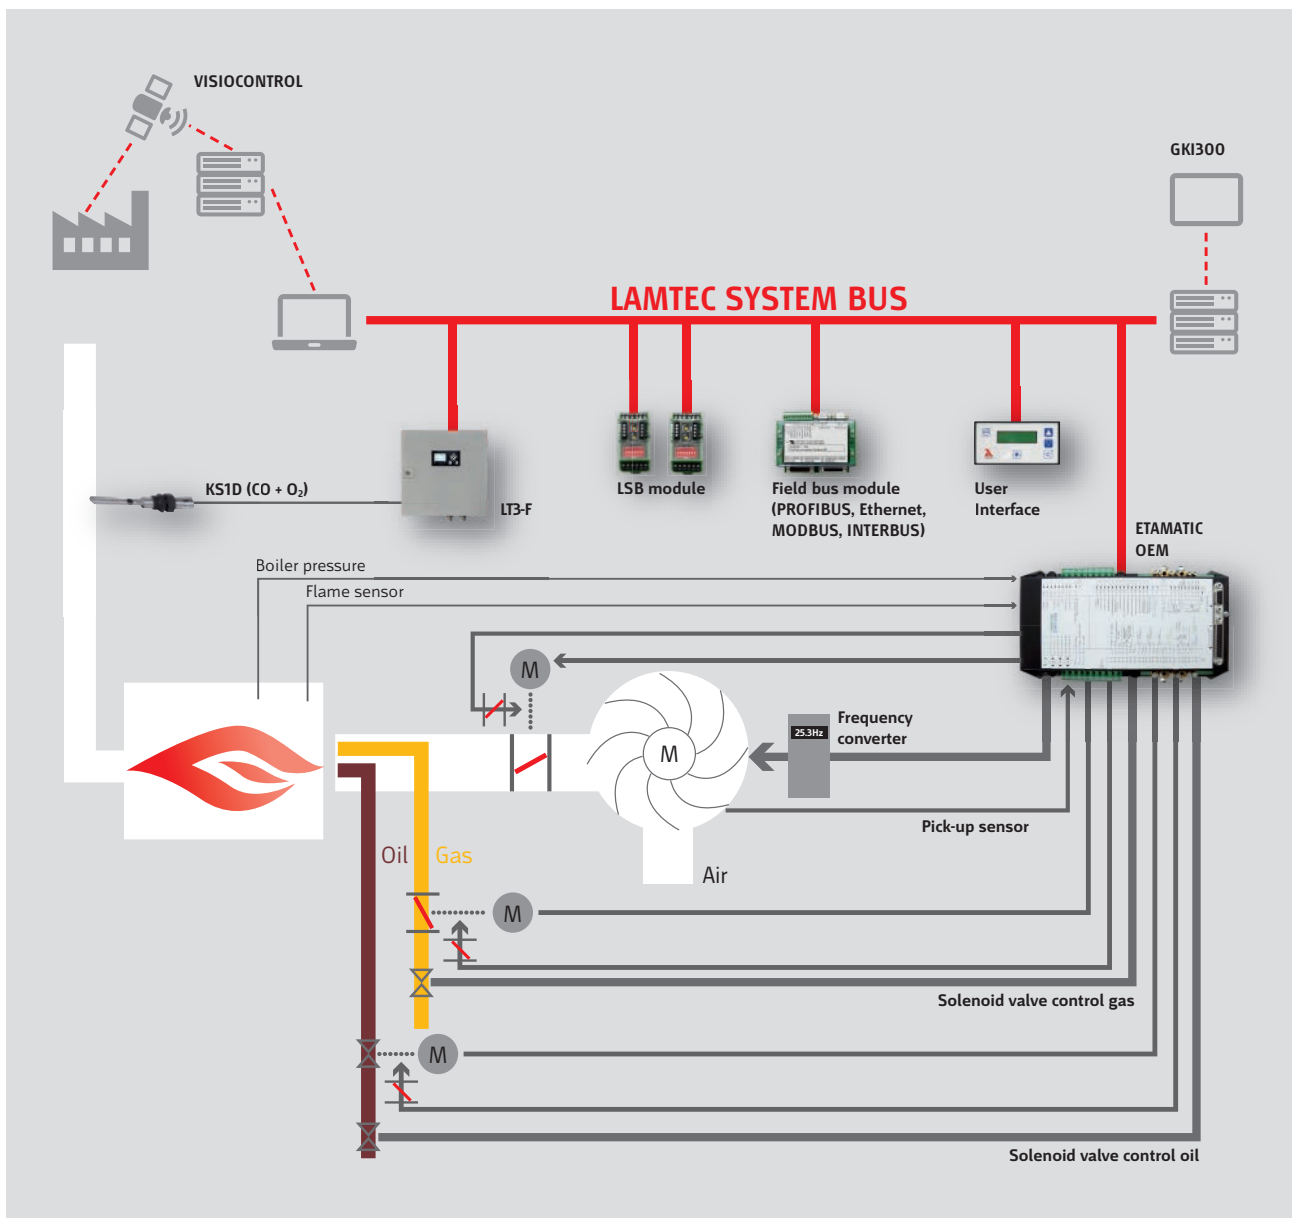 VISIOCONTROL
GKI300
LAMTEC SYSTEM BUS
KS1D (CO + O₂)
LT3-F
LSB module
Field bus module
(PROFIBUS, Ethernet,
MODBUS, INTERBUS)
User
Interface
ETAMATIC
OEM
Boiler pressure
Flame sensor
M
M
25.3Hz
Frequency
converter
Pick-up sensor
Oil
Gas
Air
M
Solenoid valve control gas
M
Solenoid valve control oil